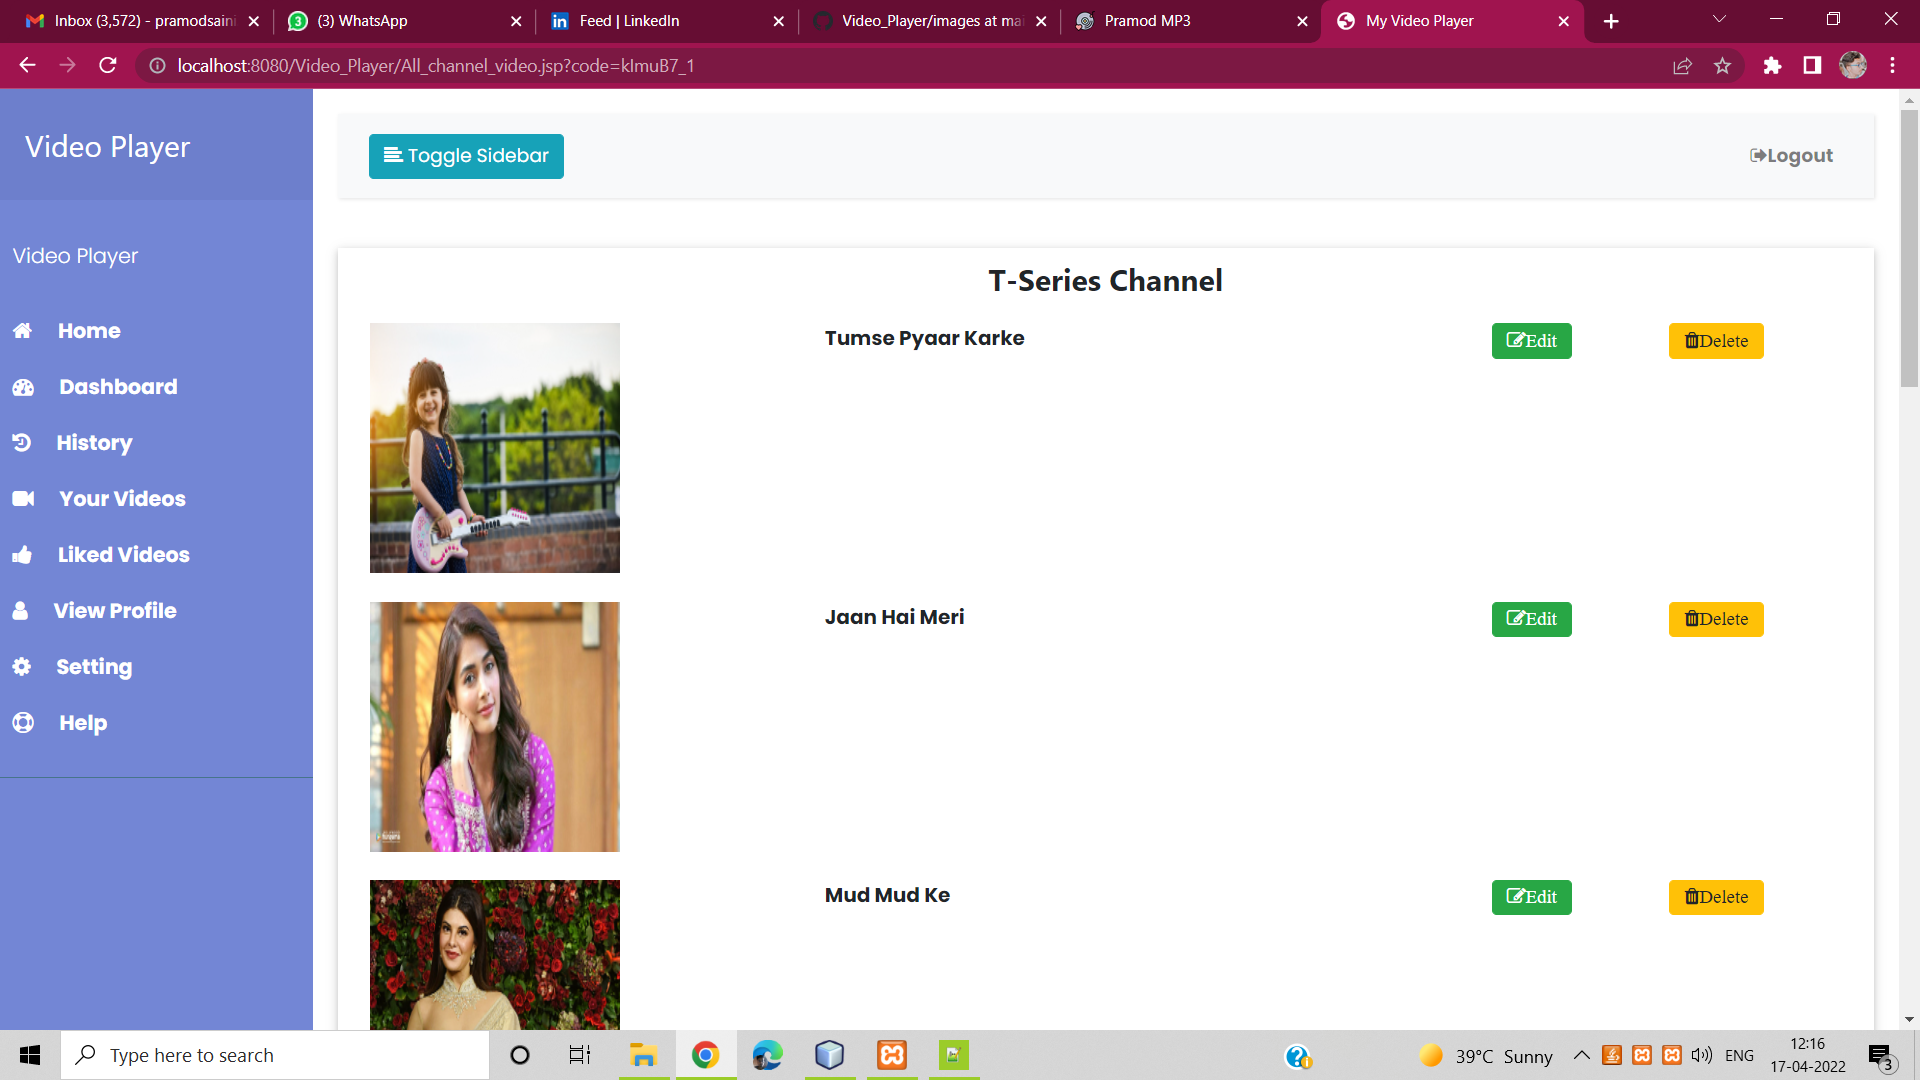 Inbox (3,572) - pramodsaini
(3) WhatsApp
Feed | LinkedIn
Video_Player/images at mai
Pramod MP3
My Video Player
localhost:8080/Video_Player/All_channel_video.jsp?code=klmuB7_1
Video Player
Toggle Sidebar
Logout
Video Player
Home
Dashboard
History
Your Videos
Liked Videos
View Profile
Setting
Help
T-Series Channel
Tumse Pyaar Karke
Edit
Delete
Jaan Hai Meri
Edit
Delete
Mud Mud Ke
Edit
Delete
Type here to search
39°C Sunny
ENG
12:16
17-04-2022
3